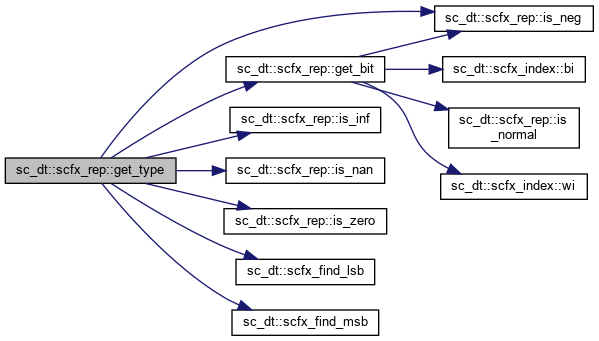 sc_dt::scfx_rep::get_type
sc_dt::scfx_rep::is_neg
sc_dt::scfx_rep::get_bit
sc_dt::scfx_index::bi
sc_dt::scfx_rep::is
_normal
sc_dt::scfx_index::wi
sc_dt::scfx_rep::is_inf
sc_dt::scfx_rep::is_nan
sc_dt::scfx_rep::is_zero
sc_dt::scfx_find_lsb
sc_dt::scfx_find_msb